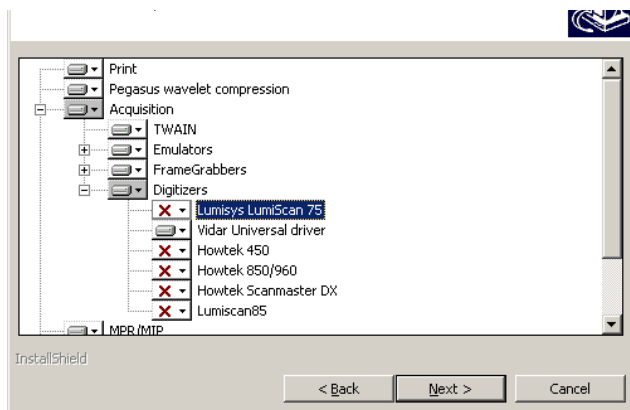 Print
Pegasus wavelet compression
Acquisition
TWAIN
Emulators
FrameGrabbers
Digitizers
Lumisys LumiScan 75
Vidar Universal driver
Howtek 450
Howtek 850/960
Howtek Scanmaster DX
Lumiscan85
MPR/MIP
InstallShield
< Back Next > Cancel